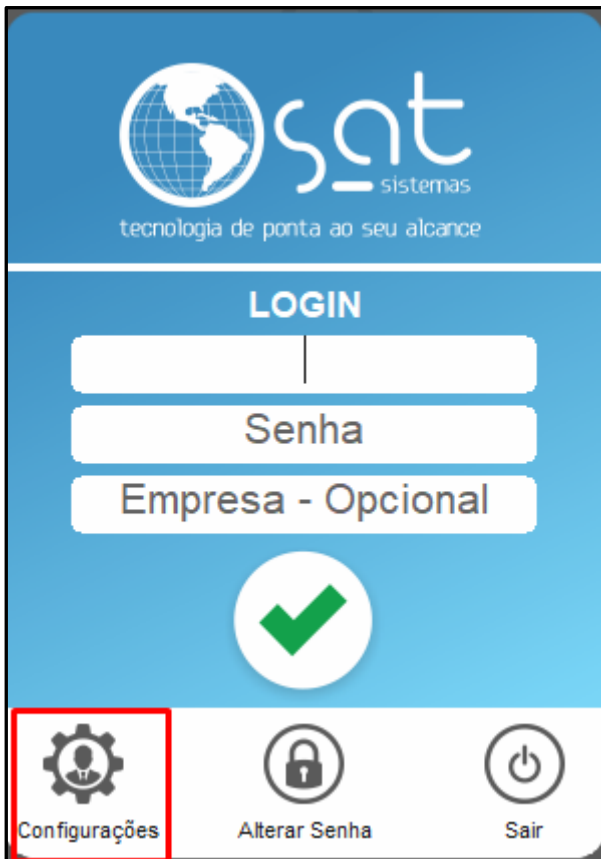 sat
sistemas
tecnologia de ponta ao seu alcance
LOGIN
Senha
Empresa - Opcional
Configurações
Alterar Senha
Sair